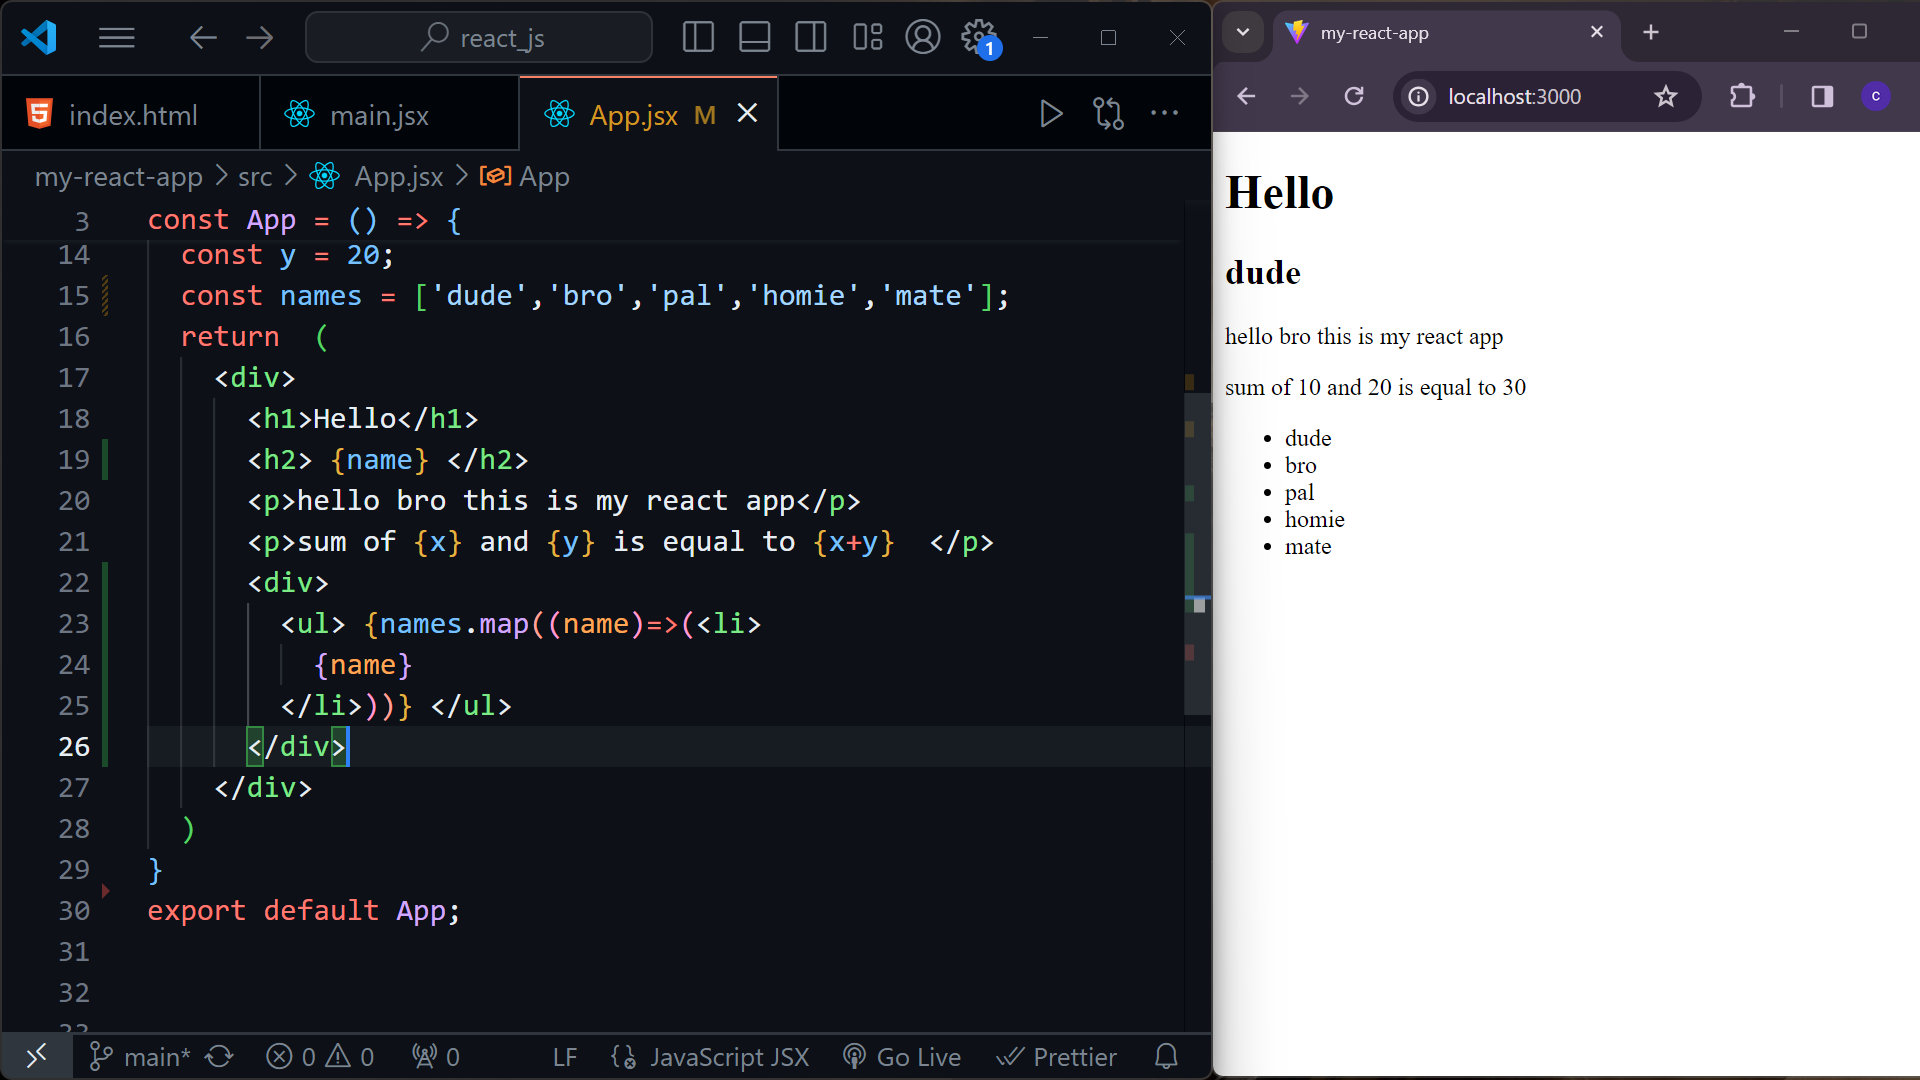 react_js
1
index.html
main.jsx
App.jsx M
my-react-app > src > App.jsx > App
3 const App = () => {
14 const y = 20;
15 const names = ['dude','bro','pal','homie','mate'];
16 return  (
17 <div>
18 <h1>Hello</h1>
19 <h2> {name} </h2>
20 <p>hello bro this is my react app</p>
21 <p>sum of {x} and {y} is equal to {x+y}  </p>
22 <div>
23 <ul> {names.map((name)=>(<li>
24 {name}
25 </li>))} </ul>
26 </div>
27 </div>
28 )
29 }
30 export default App;
31
32
33
main* 0 0 0 LF JavaScript JSX Go Live Prettier
my-react-app
localhost:3000
C
Hello
dude
hello bro this is my react app
sum of 10 and 20 is equal to 30
• dude
• bro
• pal
• homie
• mate